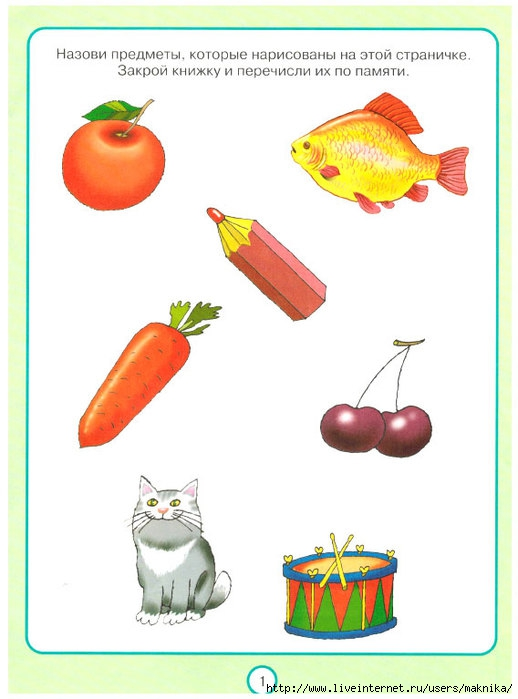 Назови предметы, которые нарисованы на этой страничке.
Закрой книжку и перечисли их по памяти.
1
http://www.liveinternet.ru/users/maknika/